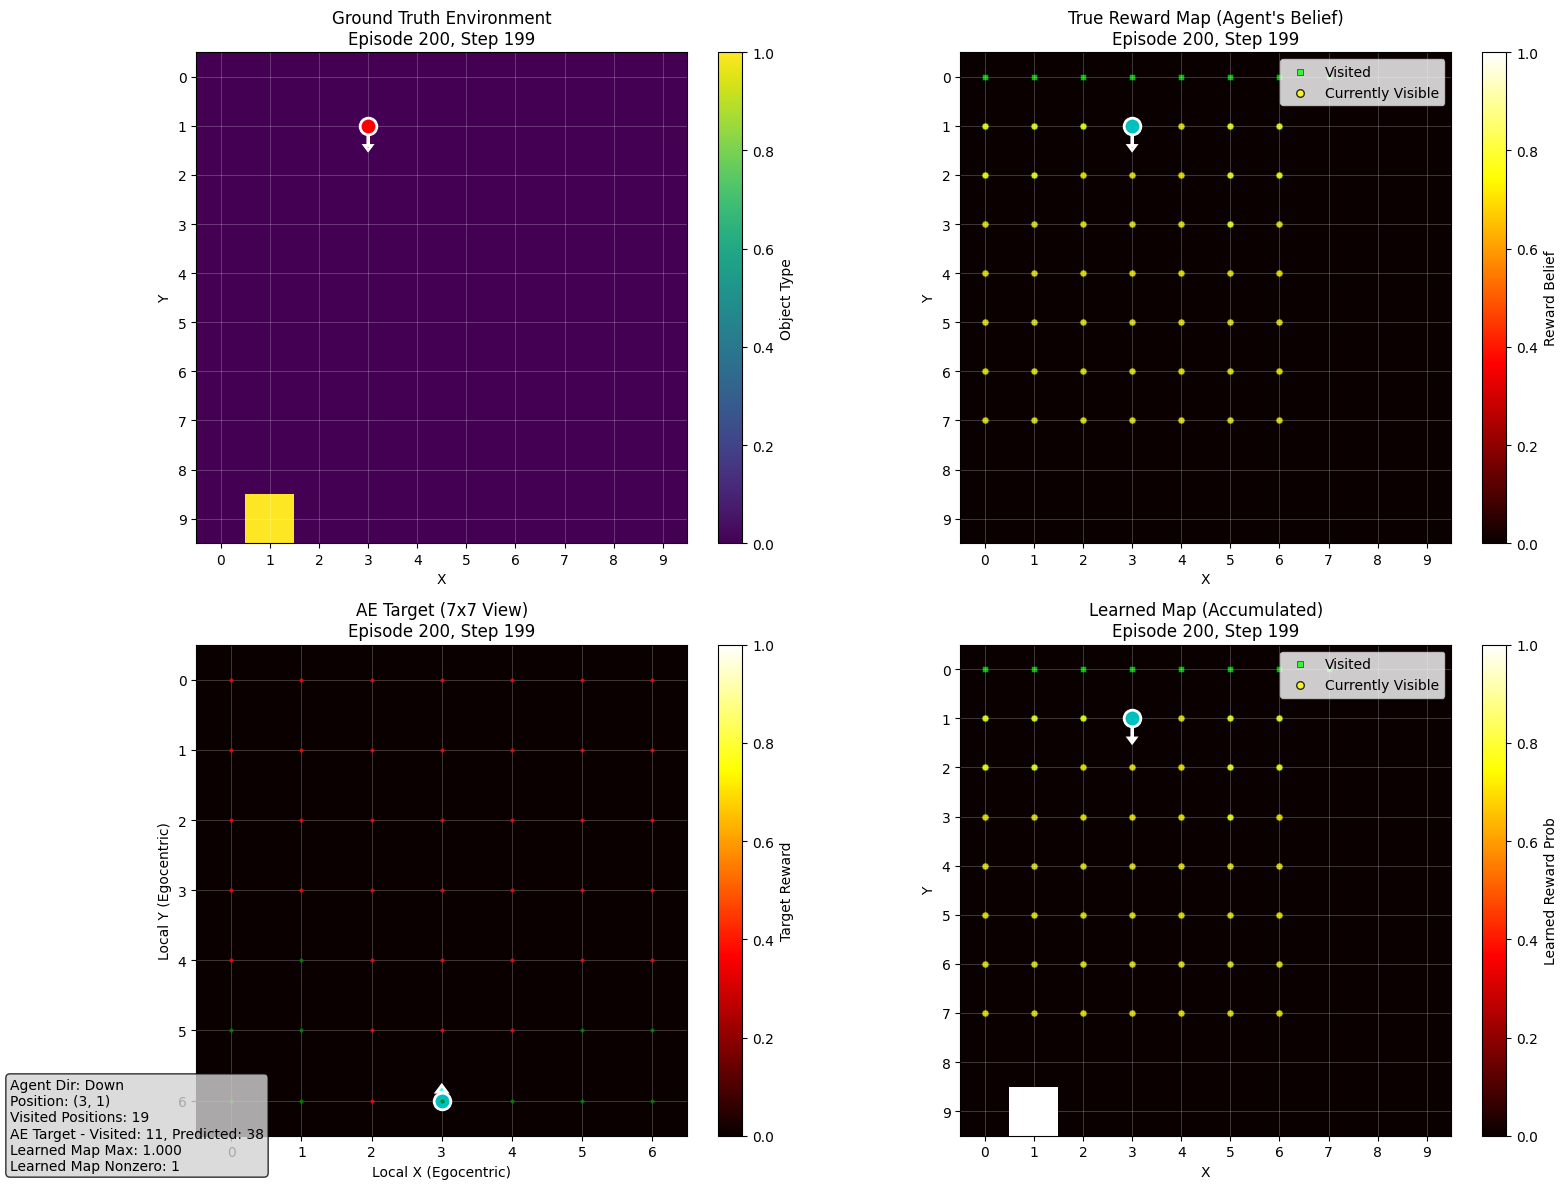 Ground Truth Environment
Episode 200, Step 199
0
1
2
3
4
5
6
7
8
9
Y
0 1 2 3 4 5 6 7 8 9
X
1.0
0.8
0.6
0.4
0.2
0.0
Object Type
True Reward Map (Agent's Belief)
Episode 200, Step 199
Visited
Currently Visible
0
1
2
3
4
5
6
7
8
9
Y
0 1 2 3 4 5 6 7 8 9
X
1.0
0.8
0.6
0.4
0.2
0.0
Reward Belief
AE Target (7x7 View)
Episode 200, Step 199
0
1
2
3
4
5
6
Local Y (Egocentric)
0 1 2 3 4 5 6
Local X (Egocentric)
1.0
0.8
0.6
0.4
0.2
0.0
Target Reward
Agent Dir: Down
Position: (3, 1)
Visited Positions: 19
AE Target - Visited: 11, Predicted: 38
Learned Map Max: 1.000
Learned Map Nonzero: 1
Learned Map (Accumulated)
Episode 200, Step 199
Visited
Currently Visible
0
1
2
3
4
5
6
7
8
9
Y
0 1 2 3 4 5 6 7 8 9
X
1.0
0.8
0.6
0.4
0.2
0.0
Learned Reward Prob